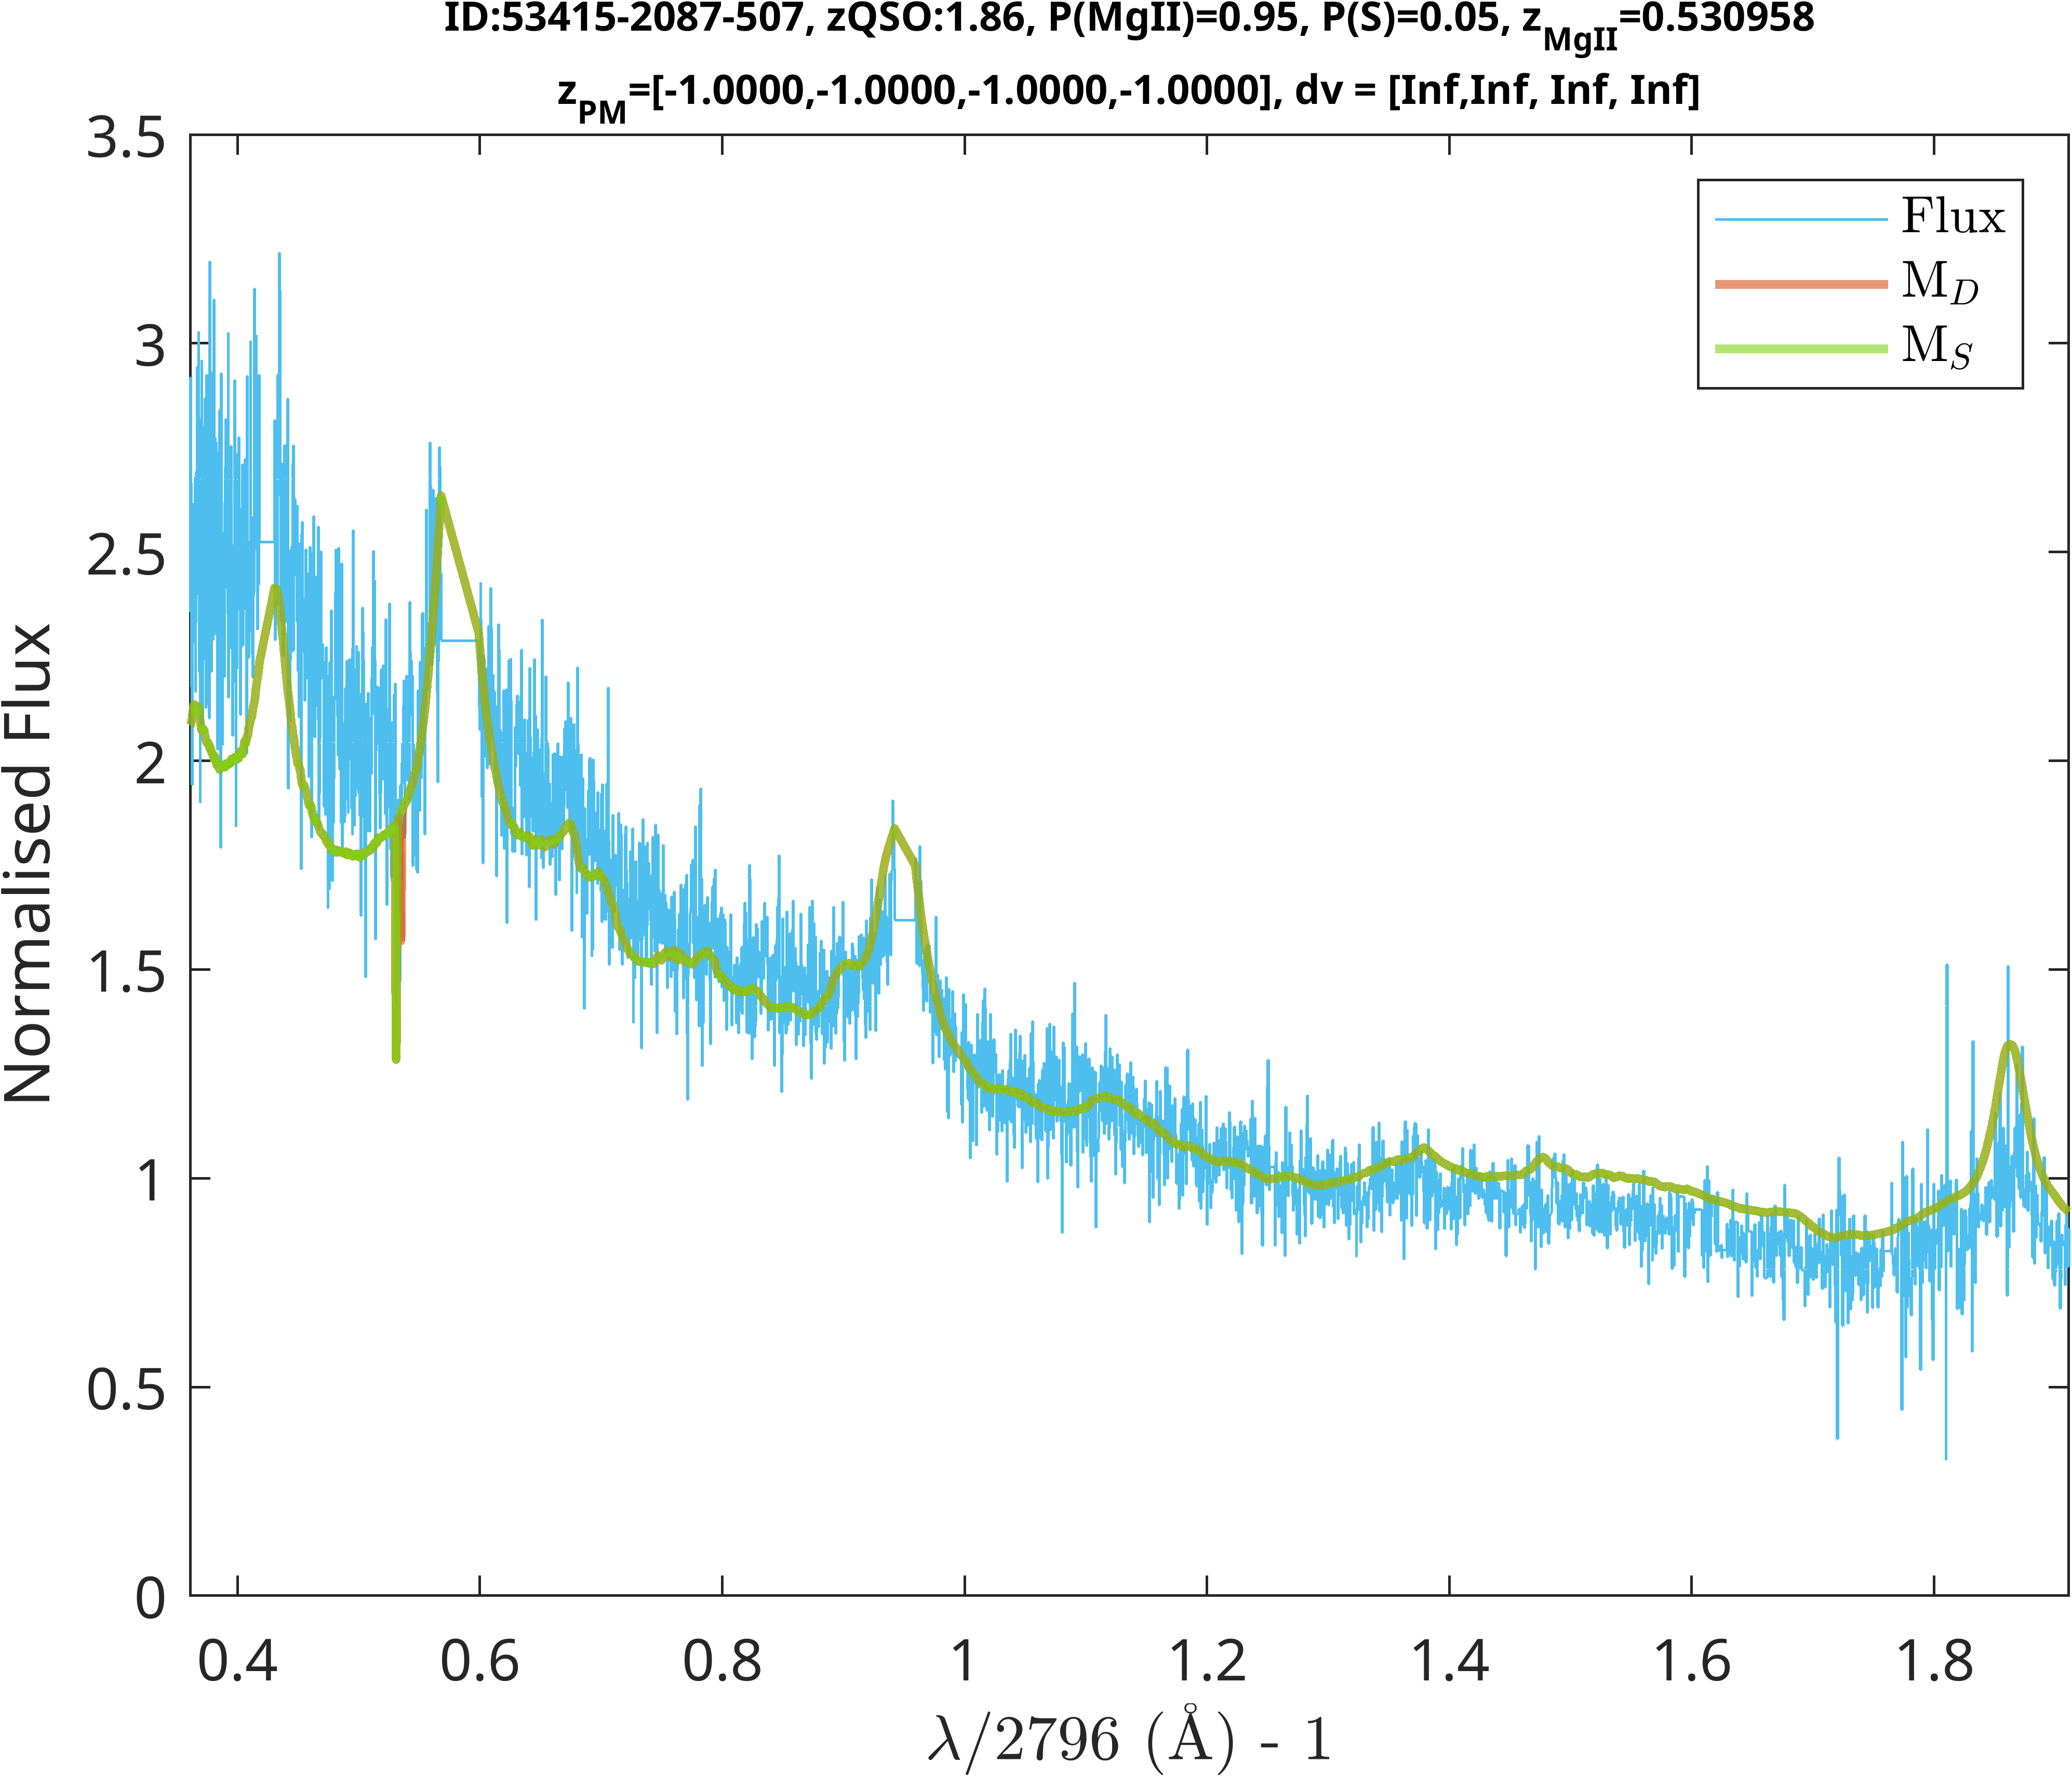 ID:53415-2087-507, zQSO:1.86, P(MgII)=0.95, P(S)=0.05, zMgII=0.530958
zPM=[-1.0000,-1.0000,-1.0000,-1.0000], dv = [Inf,Inf, Inf, Inf]
3.5
3
2.5
2
1.5
1
0.5
0
Normalised Flux
Flux
MD
MS
0.4 0.6 0.8 1 1.2 1.4 1.6 1.8
λ/2796 (Å) - 1